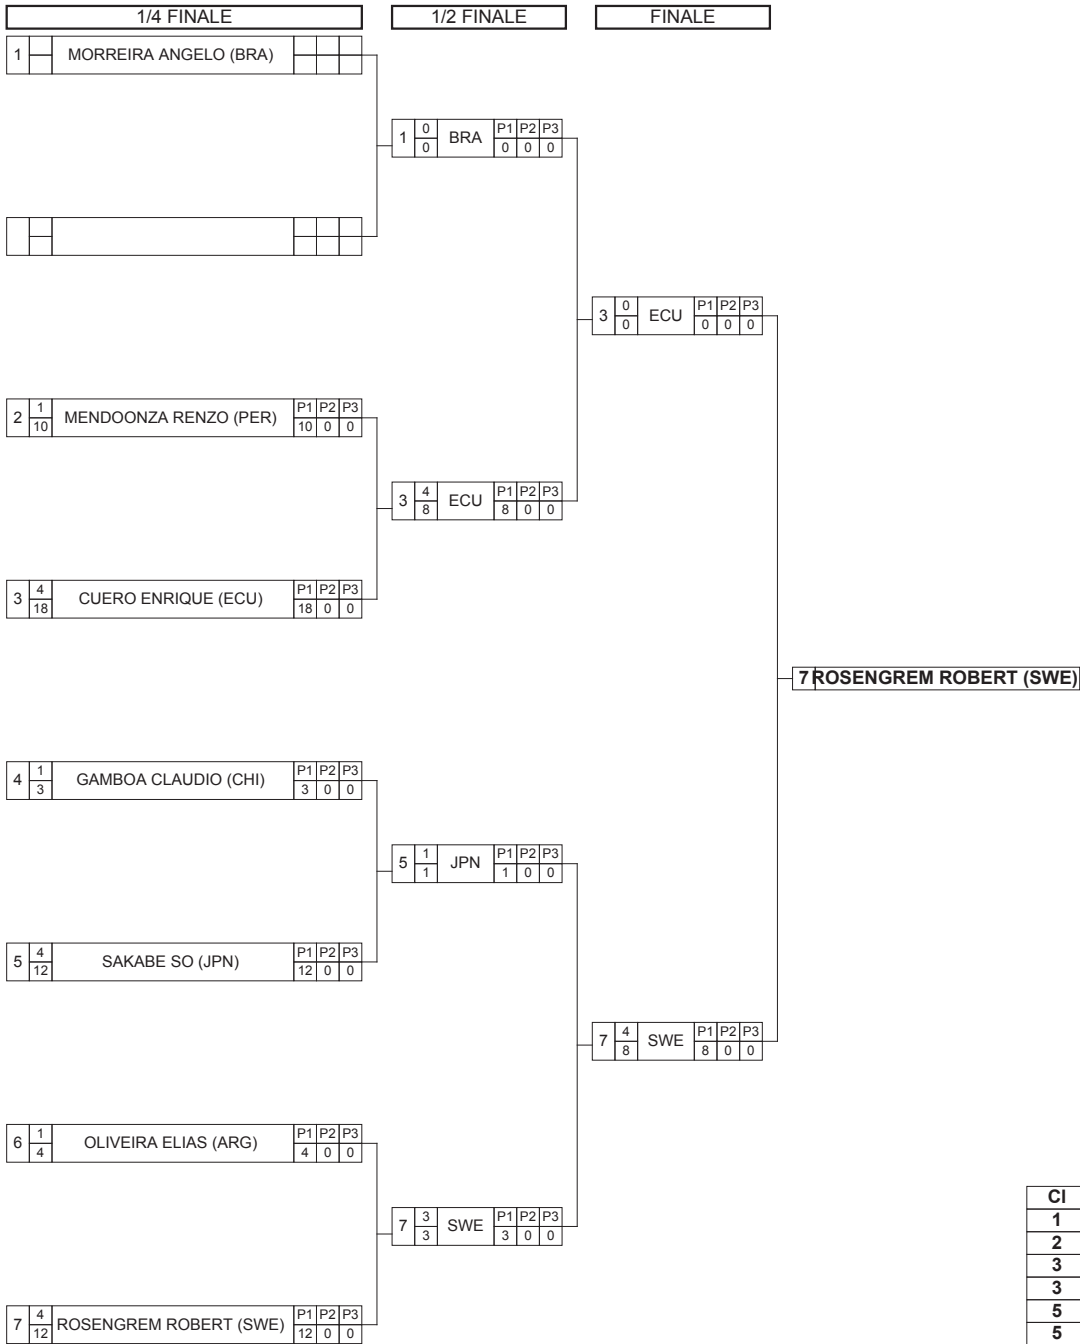 1/4 FINALE 1/2 FINALE FINALE
1 MORREIRA ANGELO (BRA)
1 0 BRA P1 P2 P3
0 0 0 0
3 0 ECU P1 P2 P3
0 0 0 0
2 1 MENDOONZA RENZO (PER) P1 P2 P3
10 10 0 0
3 4 ECU P1 P2 P3
8 8 0 0
3 4 CUERO ENRIQUE (ECU) P1 P2 P3
18 18 0 0
7 ROSENGREM ROBERT (SWE)
4 1 GAMBOA CLAUDIO (CHI) P1 P2 P3
3 3 0 0
5 1 JPN P1 P2 P3
1 1 0 0
5 4 SAKABE SO (JPN) P1 P2 P3
12 12 0 0
7 4 SWE P1 P2 P3
8 8 0 0
6 1 OLIVEIRA ELIAS (ARG) P1 P2 P3
4 4 0 0
7 3 SWE P1 P2 P3
3 3 0 0
7 4 ROSENGREM ROBERT (SWE) P1 P2 P3
12 12 0 0
Cl
1
2
3
3
5
5